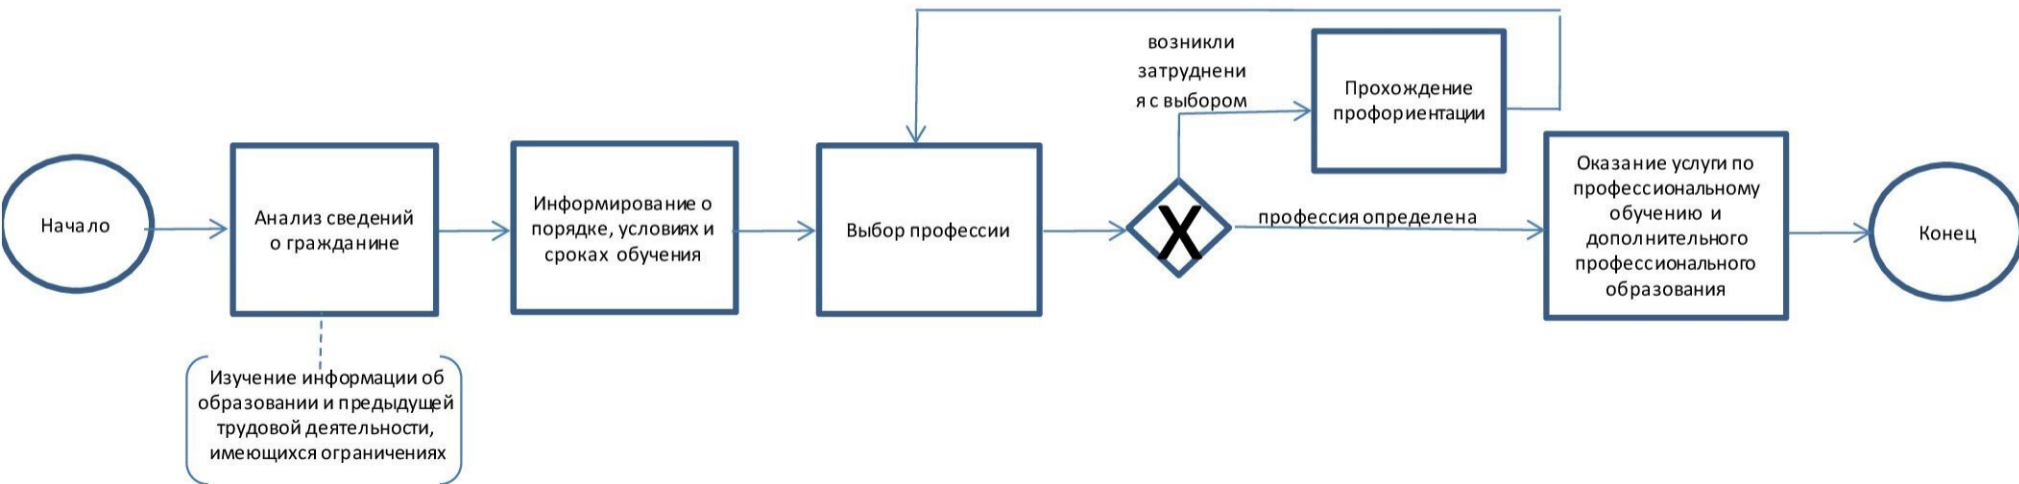 Начало
Анализ сведений
о гражданине
Изучение информации об
образовании и предыдущей
трудовой деятельности,
имеющихся ограничениях
Информирование о
порядке, условиях и
сроках обучения
Выбор профессии
X
возникли
затруднени
я с выбором
Прохождение
профориентации
профессия определена
Оказание услуги по
профессиональному
обучению и
дополнительного
профессионального
образования
Конец